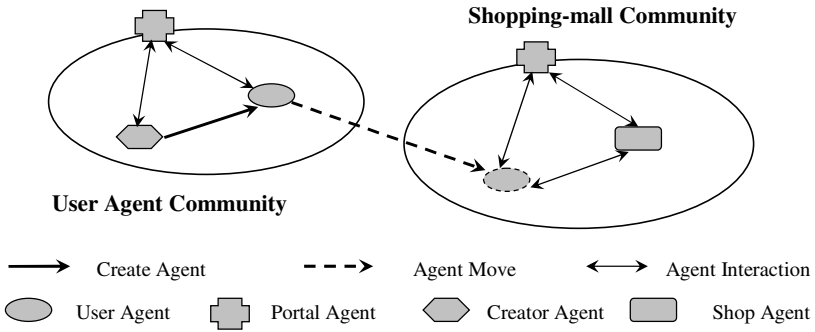 Shopping-mall Community
User Agent Community
Create Agent
Agent Move
Agent Interaction
User Agent
Portal Agent
Creator Agent
Shop Agent